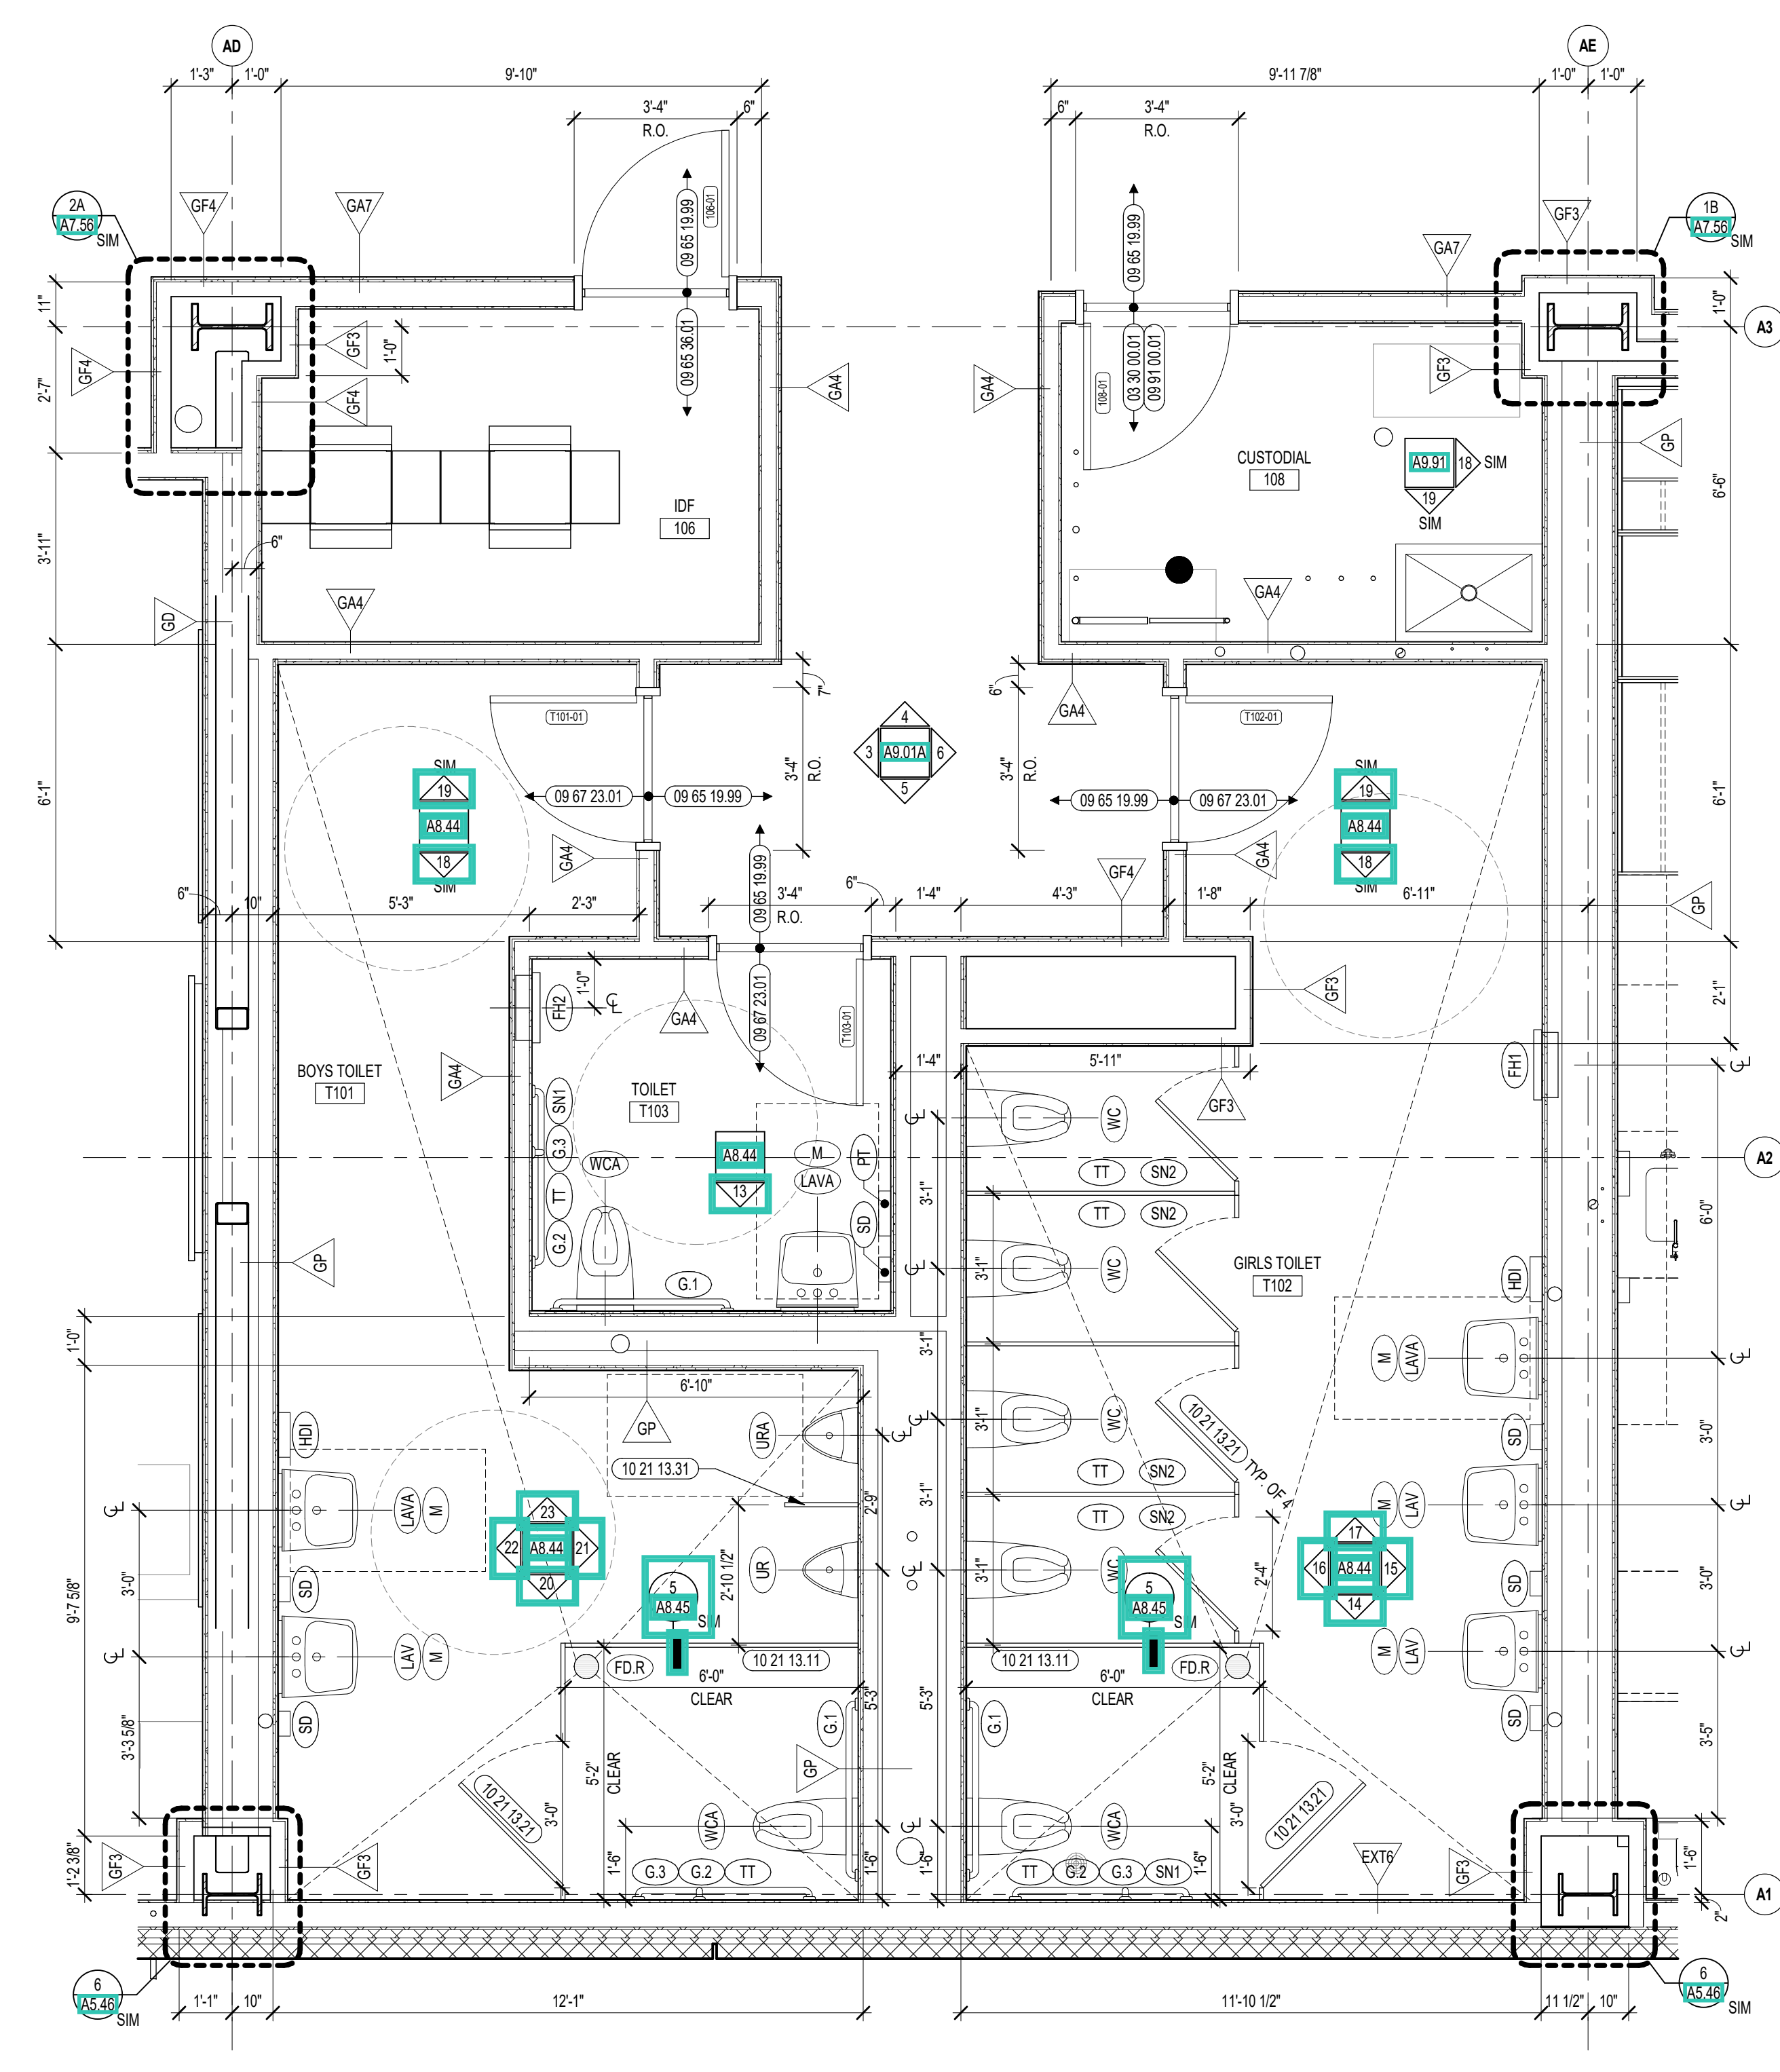 AD
AE
1'-3"
1'-0"
9'-10"
9'-11 7/8"
1'-0"
1'-0"
3'-4"
R.O.
6"
6"
3'-4"
R.O.
2A
A7.56
SIM
GF4
GA7
09 65 19.99
106-01
09 65 19.99
GF3
GA7
1B
A7.56
SIM
11"
2'-7"
GF4
GF3
1'-0"
GF4
09 65 36.01
GA4
GA4
108-01
03 30 00.01
09 91 00.01
GF3
1'-0"
A3
GP
CUSTODIAL
108
A9.91
18
SIM
19
SIM
6'-6"
IDF
106
3'-11"
6"
GD
GA4
GA4
7"
6"
GA4
T101-01
T102-01
4
3
A9.01A
6
5
3'-4"
R.O.
3'-4"
R.O.
6'-1"
6'-1"
SIM
19
A8.44
18
SIM
SIM
19
A8.44
18
SIM
09 67 23.01
09 65 19.99
09 65 19.99
09 67 23.01
GA4
GA4
GF4
09 65 19.99
6"
10"
5'-3"
2'-3"
3'-4"
R.O.
6"
1'-4"
4'-3"
1'-8"
6'-11"
GP
FH2
1'-0"
GA4
09 67 23.01
T103-01
GF3
2'-1"
BOYS TOILET
T101
GA4
SN1
G.3
TT
G.2
TOILET
T103
1'-4"
5'-11"
GF3
FH1
WC
A8.44
13
WCA
M
LAVA
PT
SD
TT
SN2
TT
SN2
A2
3'-1"
6'-0"
GP
G.1
WC
3'-1"
GIRLS TOILET
T102
HDI
1'-0"
3'-1"
M
LAVA
6'-10"
GP
HDI
URA
10 21 13.31
WC
3'-1"
10 21 13.21
TYP. OF 4
SD
3'-0"
TT
SN2
TT
SN2
3'-1"
2'-9"
LAVA
M
23
22
A8.44
21
20
M
LAV
17
16
A8.44
15
14
9'-7 5/8"
3'-0"
SD
5
A8.45
SIM
2'-10 1/2"
UR
WC
3'-1"
5
A8.45
SIM
2'-4"
SD
3'-0"
LAV
M
M
LAV
FD.R
10 21 13.11
6'-0"
CLEAR
10 21 13.11
FD.R
6'-0"
CLEAR
SD
3'-3 5/8"
G.1
5'-3"
5'-3"
G.1
SD
3'-5"
5'-2"
CLEAR
GP
5'-2"
CLEAR
10 21 13.21
3'-0"
WCA
WCA
3'-0"
10 21 13.21
EXT6
1'-2 3/8"
GF3
GF3
1'-6"
G.3
G.2
TT
1'-6"
1'-6"
TT
G.2
G.3
SN1
1'-6"
GF3
1'-6"
A1
2"
6
A5.46
SIM
6
A5.46
SIM
1'-1"
10"
12'-1"
11'-10 1/2"
11 1/2"
10"